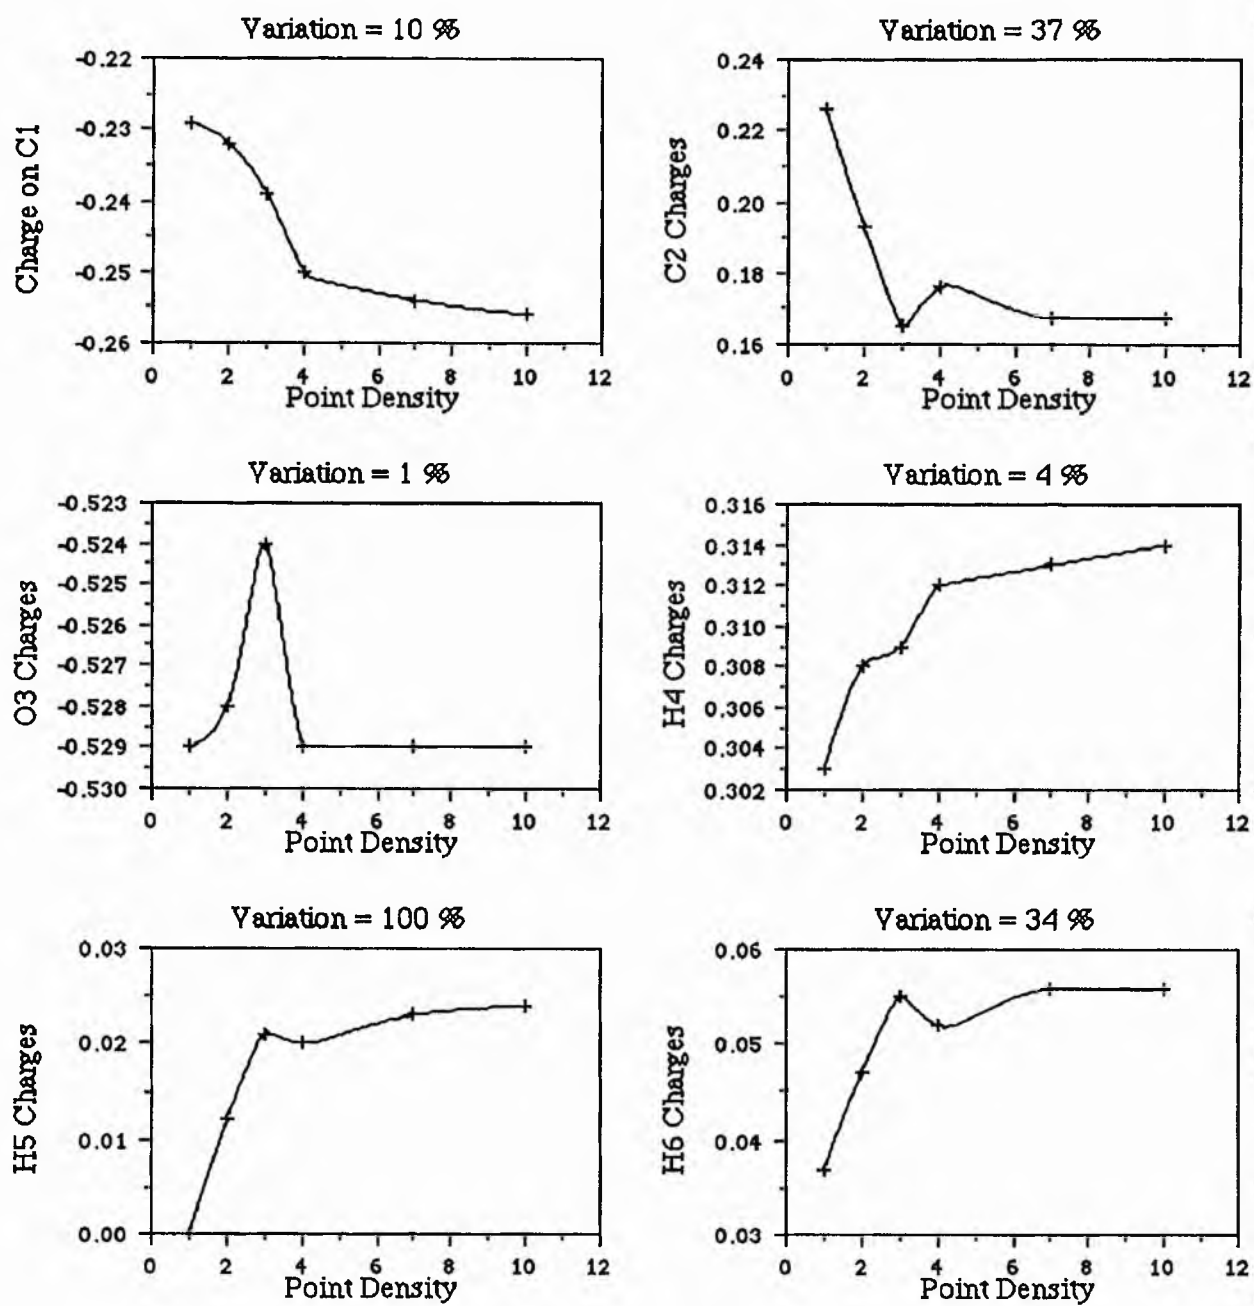 Variation = 10 %
Charge on C1
-0.22
-0.23
-0.24
-0.25
-0.26
0 2 4 6 8 10 12
Point Density
Variation = 37 %
C2 Charges
0.24
0.22
0.20
0.18
0.16
0 2 4 6 8 10 12
Point Density
Variation = 1 %
O3 Charges
-0.523
-0.524
-0.525
-0.526
-0.527
-0.528
-0.529
-0.530
0 2 4 6 8 10 12
Point Density
Variation = 4 %
H4 Charges
0.316
0.314
0.312
0.310
0.308
0.306
0.304
0.302
0 2 4 6 8 10 12
Point Density
Variation = 100 %
H5 Charges
0.03
0.02
0.01
0.00
0 2 4 6 8 10 12
Point Density
Variation = 34 %
H6 Charges
0.06
0.05
0.04
0.03
0 2 4 6 8 10 12
Point Density